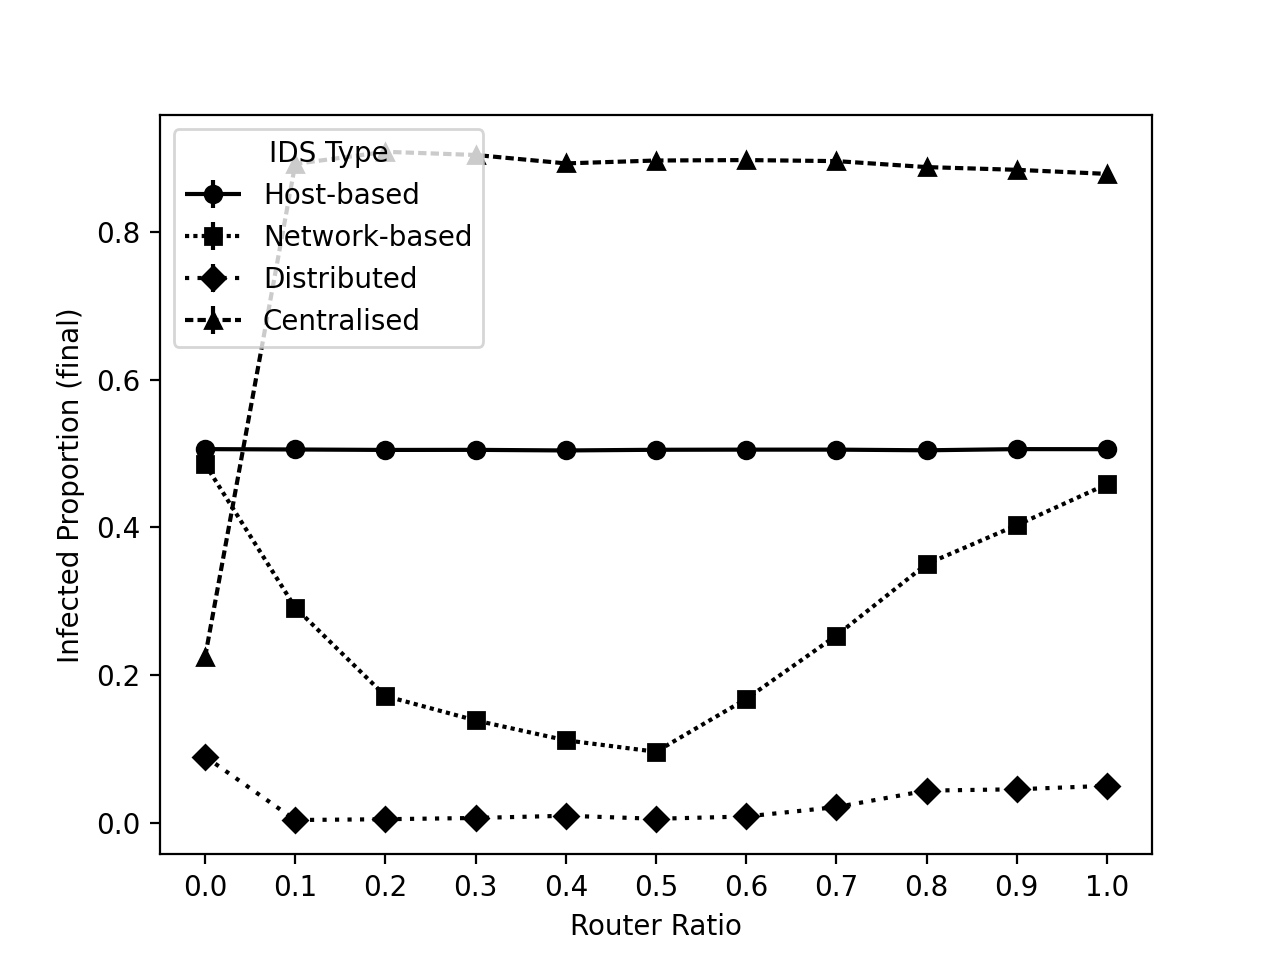 IDS Type
Host-based
Network-based
Distributed
Centralised
Infected Proportion (final)
0.8
0.6
0.4
0.2
0.0
0.0 0.1 0.2 0.3 0.4 0.5 0.6 0.7 0.8 0.9 1.0
Router Ratio